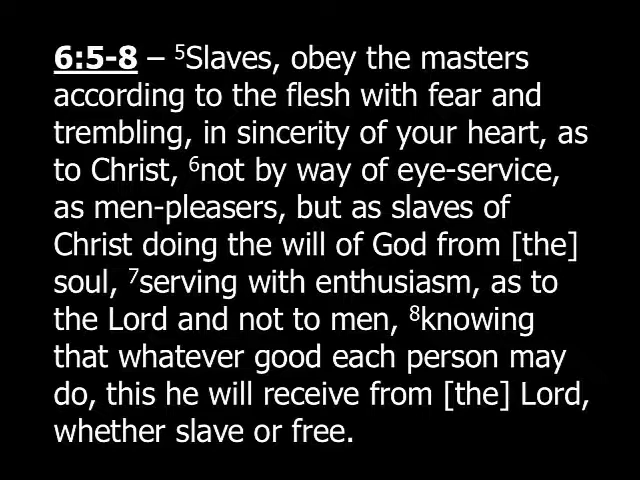 6:5-8 – ⁵Slaves, obey the masters
according to the flesh with fear and
trembling, in sincerity of your heart, as
to Christ, ⁶not by way of eye-service,
as men-pleasers, but as slaves of
Christ doing the will of God from [the]
soul, ⁷serving with enthusiasm, as to
the Lord and not to men, ⁸knowing
that whatever good each person may
do, this he will receive from [the] Lord,
whether slave or free.